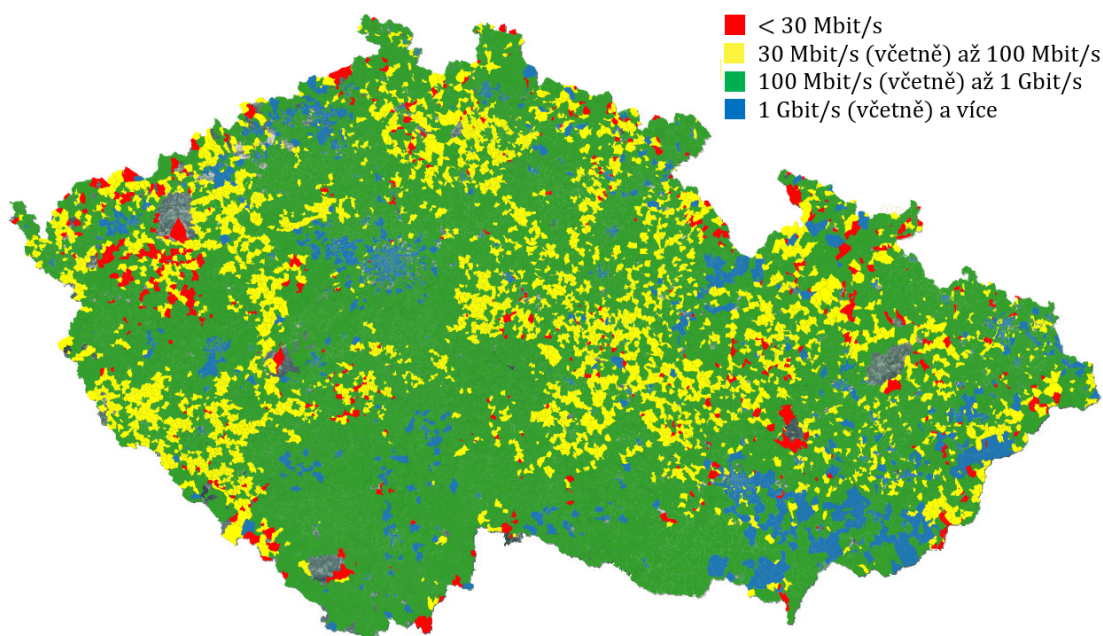 < 30 Mbit/s
30 Mbit/s (včetně) až 100 Mbit/s
100 Mbit/s (včetně) až 1 Gbit/s
1 Gbit/s (včetně) a více